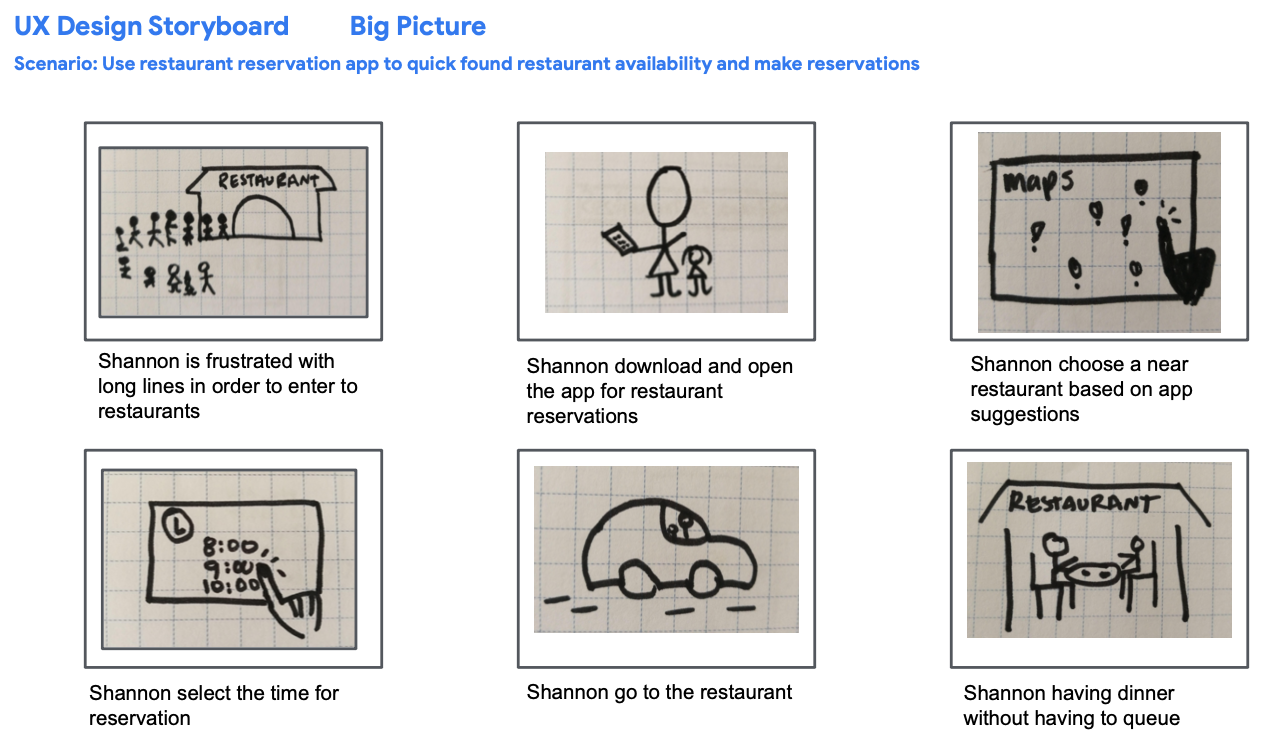 UX Design Storyboard Big Picture
Scenario: Use restaurant reservation app to quick found restaurant availability and make reservations
RESTAURANT
maps
Shannon is frustrated with
long lines in order to enter to
restaurants
Shannon download and open
the app for restaurant
reservations
Shannon choose a near
restaurant based on app
suggestions
8:00
9:00
10:00
RESTAURANT
Shannon select the time for
reservation
Shannon go to the restaurant
Shannon having dinner
without having to queue